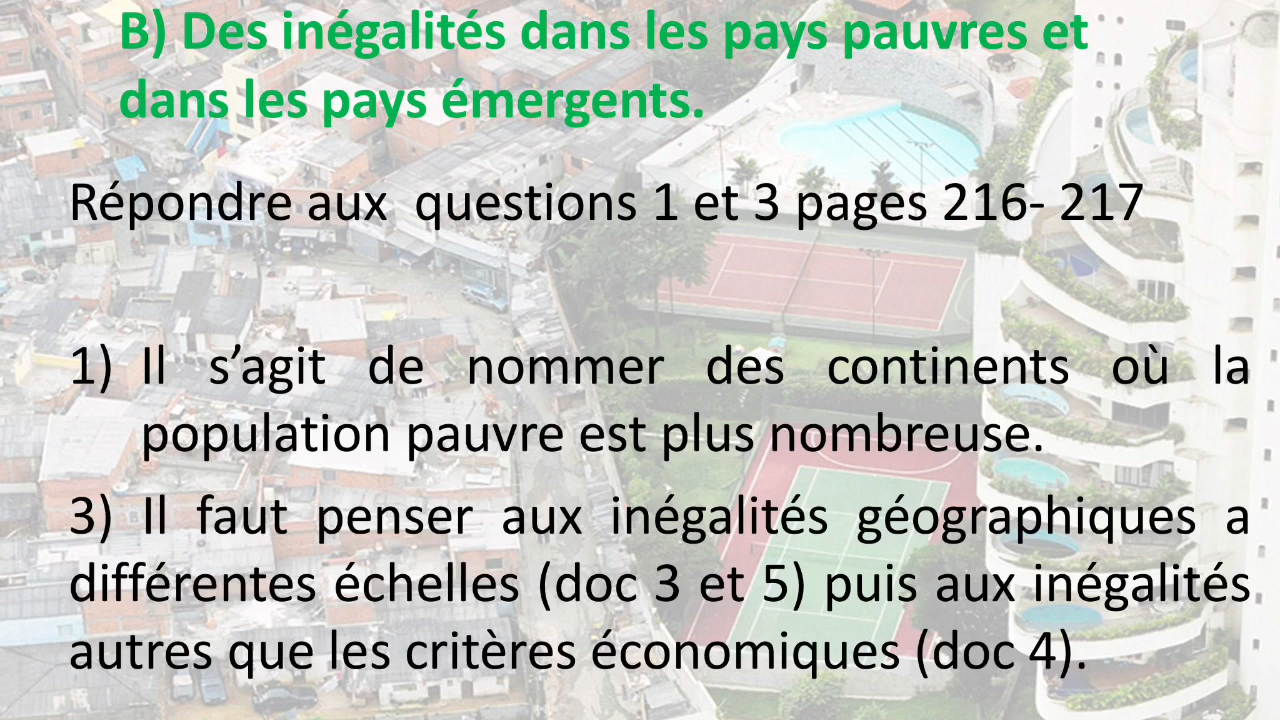 B) Des inégalités dans les pays pauvres et
dans les pays émergents.
Répondre aux  questions 1 et 3 pages 216- 217
1) Il s’agit de nommer des continents où la
population pauvre est plus nombreuse.
3) Il faut penser aux inégalités géographiques a
différentes échelles (doc 3 et 5) puis aux inégalités
autres que les critères économiques (doc 4).